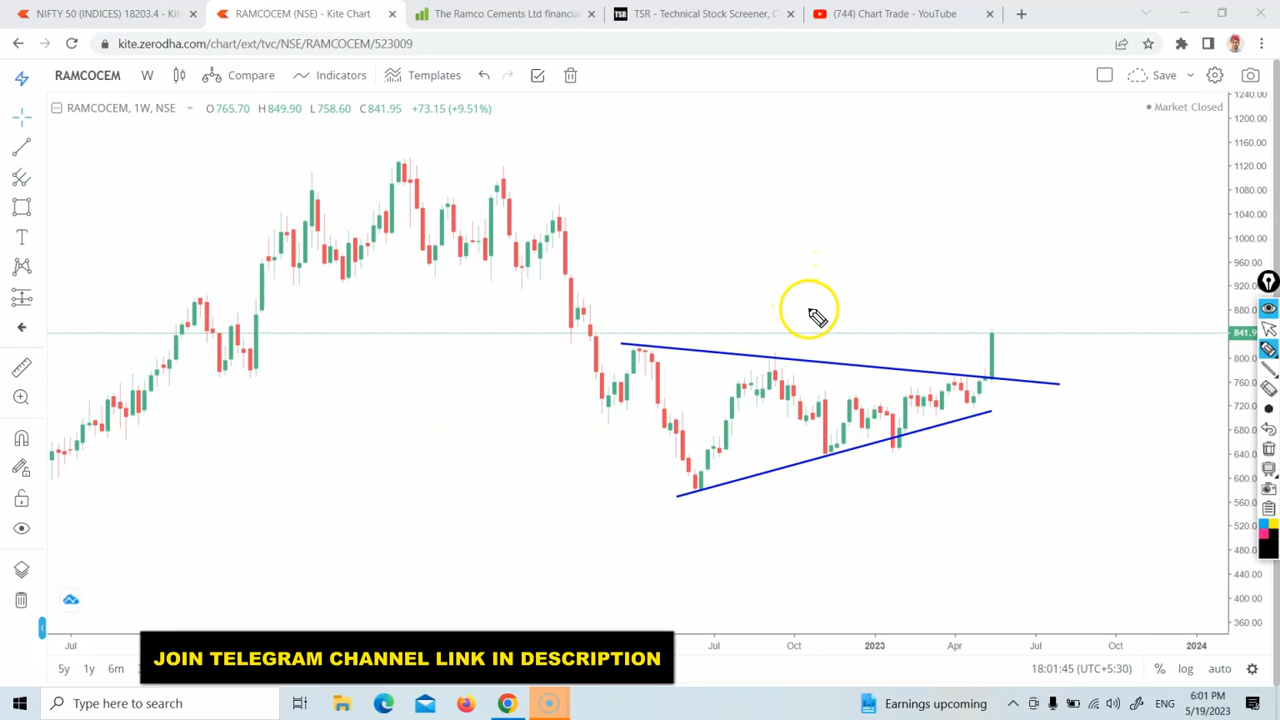 NIFTY 50 (INDICES) 18203.4 - Kite
RAMCOCEM (NSE) - Kite Chart
The Ramco Cements Ltd financial
TSR - Technical Stock Screener, C
(744) Chart Trade - YouTube
kite.zerodha.com/chart/ext/tvc/NSE/RAMCOCEM/523009
RAMCOCEM W Compare Indicators Templates Save
RAMCOCEM, 1W, NSE O765.70 H849.90 L758.60 C841.95 +73.15 (+9.51%)
Market Closed
1240.00
1200.00
1160.00
1120.00
1080.00
1040.00
1000.00
960.00
920.00
880.00
841.9
800.00
760.00
720.00
680.00
640.00
600.00
560.00
520.00
480.00
440.00
400.00
360.00
Jul Jul Oct 2023 Apr Jul Oct 2024
JOIN TELEGRAM CHANNEL LINK IN DESCRIPTION
5y 1y 6m 18:01:45 (UTC+5:30) % log auto
Type here to search
Earnings upcoming
ENG
6:01 PM
5/19/2023